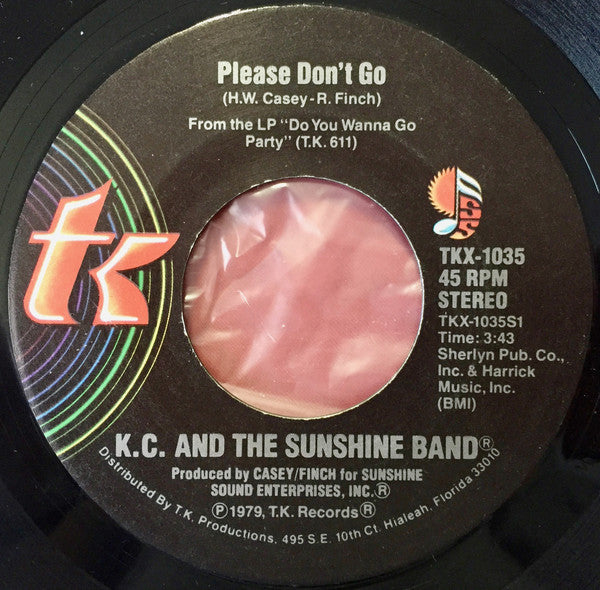 Please Don't Go
(H.W. Casey-R. Finch)
From the LP "Do You Wanna Go
Party" (T.K. 611)
tk
TKX-1035
45 RPM
STEREO
TKX-1035S1
Time: 3:43
Sherlyn Pub. Co.,
Inc. & Harrick
Music, Inc.
(BMI)
K.C. AND THE SUNSHINE BAND®
Produced by CASEY/FINCH for SUNSHINE
SOUND ENTERPRISES, INC.®
℗1979, T.K. Records®
Distributed By T.K. Productions, 495 S.E. 10th Ct. Hialeah, Florida 33010